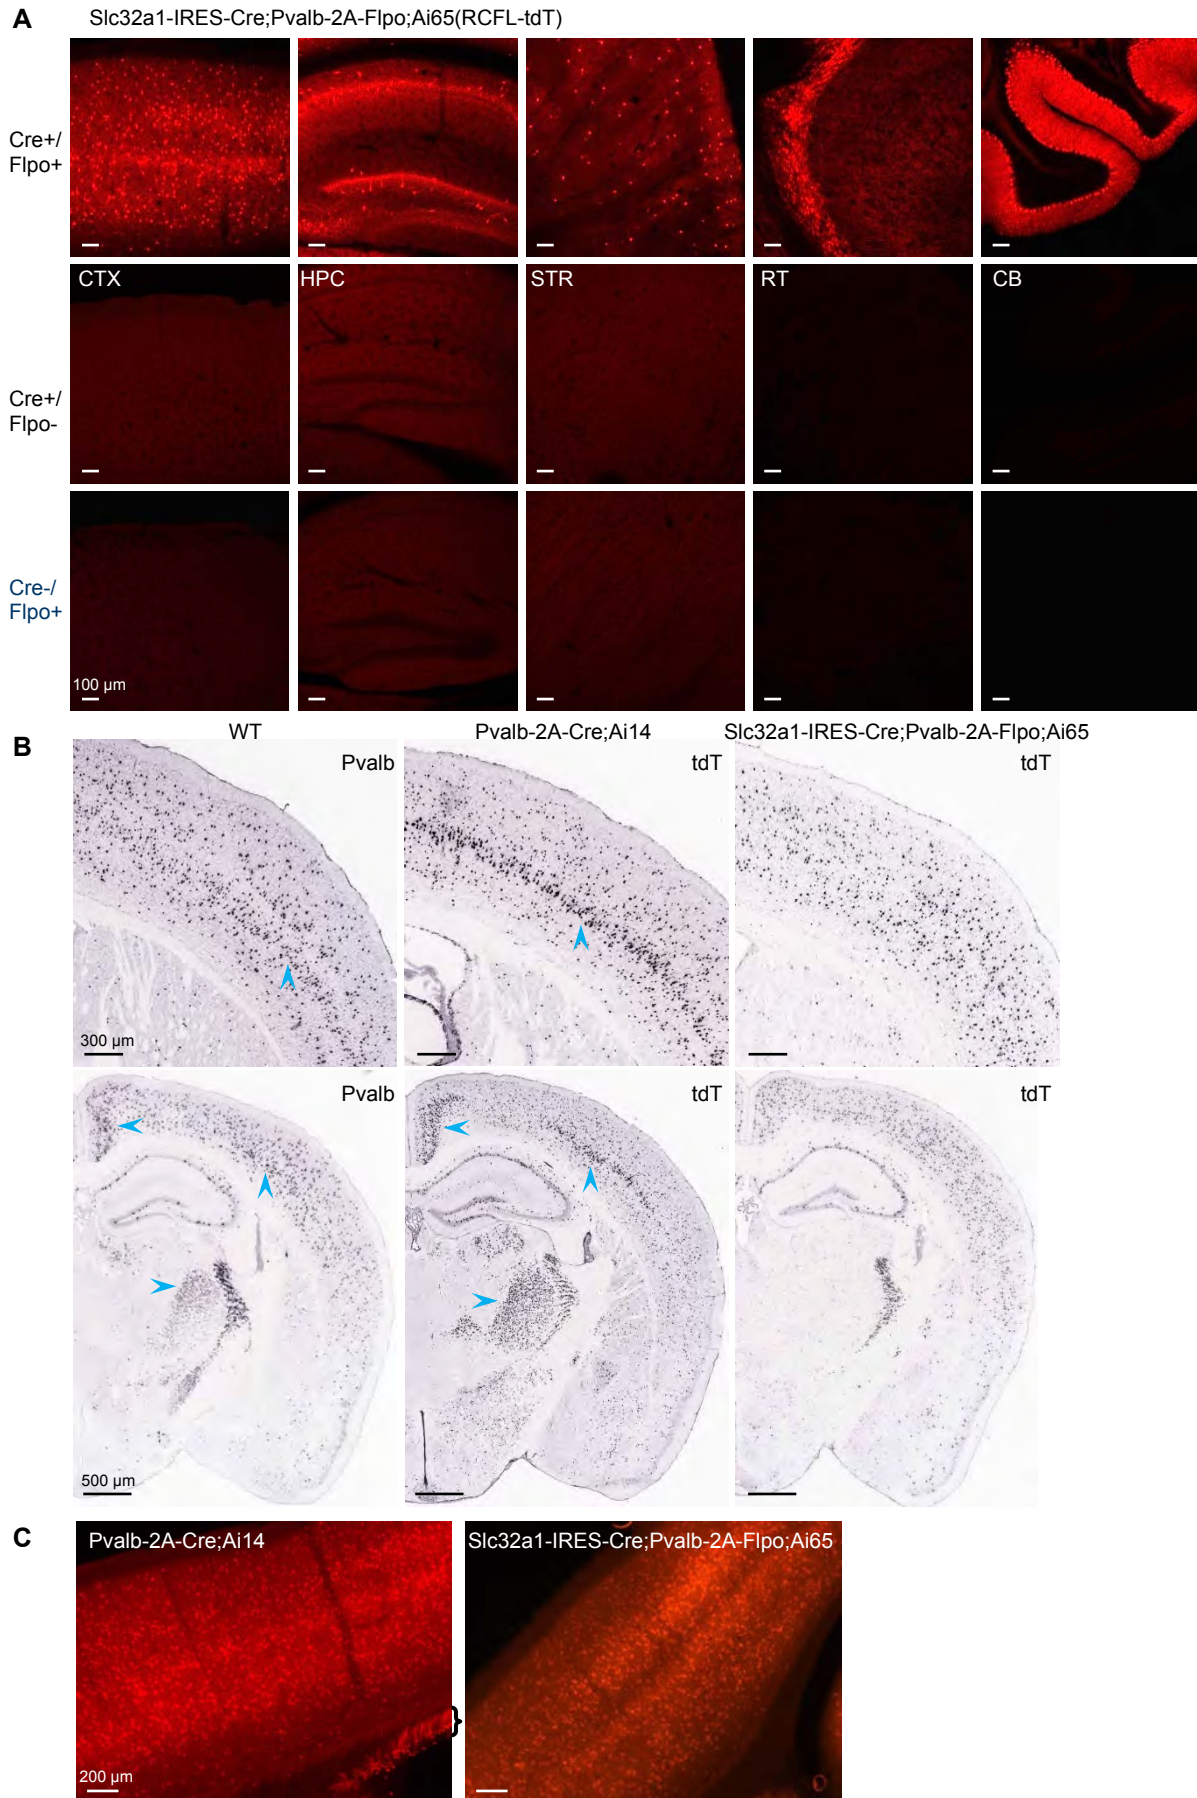 A
Slc32a1-IRES-Cre;Pvalb-2A-Flpo;Ai65(RCFL-tdT)
Cre+/
Flpo+
CTX
HPC
STR
RT
CB
Cre+/
Flpo-
Cre-/
Flpo+
100 µm
B
WT
Pvalb-2A-Cre;Ai14
Slc32a1-IRES-Cre;Pvalb-2A-Flpo;Ai65
Pvalb
tdT
tdT
300 µm
Pvalb
tdT
tdT
500 µm
C
Pvalb-2A-Cre;Ai14
Slc32a1-IRES-Cre;Pvalb-2A-Flpo;Ai65
}
200 µm